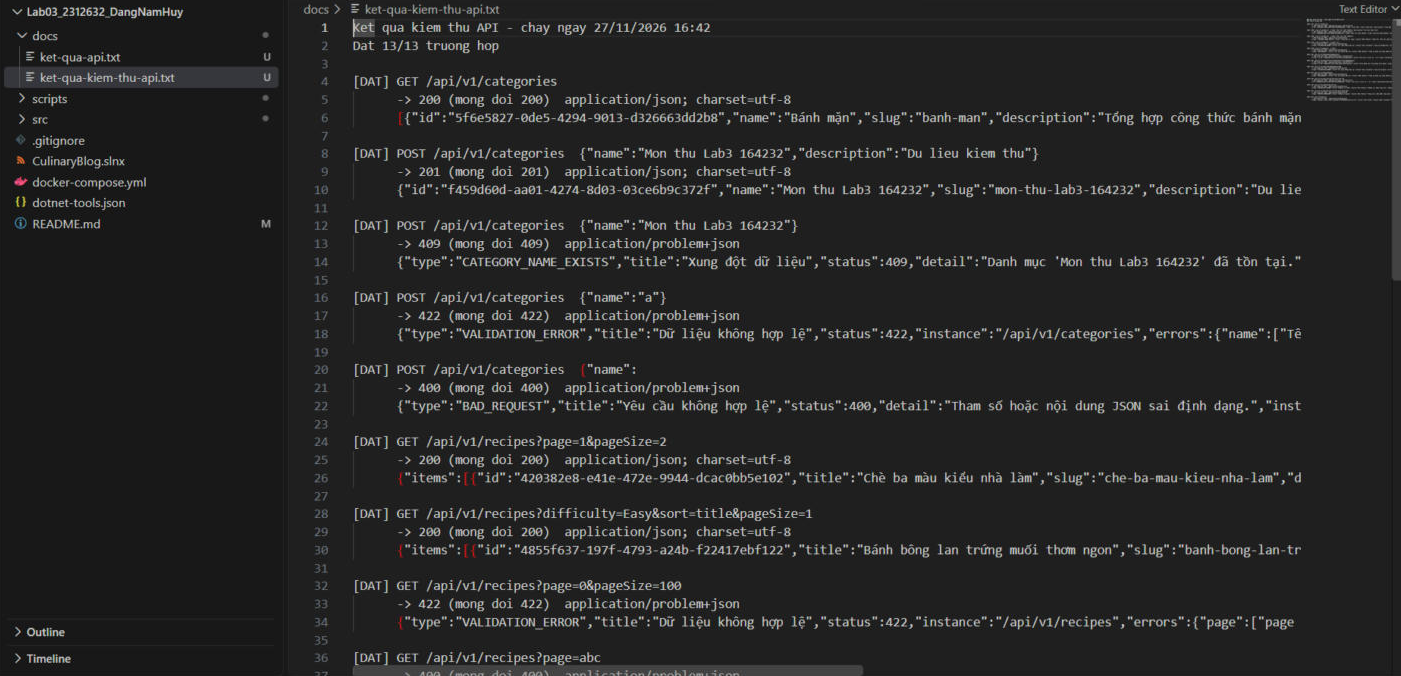 Lab03_2312632_DangNamHuy
docs
ket-qua-api.txt U
ket-qua-kiem-thu-api.txt U
scripts
src
.gitignore
CulinaryBlog.slnx
docker-compose.yml
dotnet-tools.json
README.md M
Outline
Timeline
docs > ket-qua-kiem-thu-api.txt
Text Editor
1 Ket qua kiem thu API - chay ngay 27/11/2026 16:42
2 Dat 13/13 truong hop
3
4 [DAT] GET /api/v1/categories
5 -> 200 (mong doi 200)  application/json; charset=utf-8
6 [{"id":"5f6e5827-0de5-4294-9013-d326663dd2b8","name":"Bánh mặn","slug":"banh-man","description":"Tổng hợp công thức bánh mặn
7
8 [DAT] POST /api/v1/categories  {"name":"Mon thu Lab3 164232","description":"Du lieu kiem thu"}
9 -> 201 (mong doi 201)  application/json; charset=utf-8
10 {"id":"f459d60d-aa01-4274-8d03-03ce6b9c372f","name":"Mon thu Lab3 164232","slug":"mon-thu-lab3-164232","description":"Du lie
11
12 [DAT] POST /api/v1/categories  {"name":"Mon thu Lab3 164232"}
13 -> 409 (mong doi 409)  application/problem+json
14 {"type":"CATEGORY_NAME_EXISTS","title":"Xung đột dữ liệu","status":409,"detail":"Danh mục 'Mon thu Lab3 164232' đã tồn tại."
15
16 [DAT] POST /api/v1/categories  {"name":"a"}
17 -> 422 (mong doi 422)  application/problem+json
18 {"type":"VALIDATION_ERROR","title":"Dữ liệu không hợp lệ","status":422,"instance":"/api/v1/categories","errors":{"name":["Tê
19
20 [DAT] POST /api/v1/categories  {"name":
21 -> 400 (mong doi 400)  application/problem+json
22 {"type":"BAD_REQUEST","title":"Yêu cầu không hợp lệ","status":400,"detail":"Tham số hoặc nội dung JSON sai định dạng.","inst
23
24 [DAT] GET /api/v1/recipes?page=1&pageSize=2
25 -> 200 (mong doi 200)  application/json; charset=utf-8
26 {"items":[{"id":"420382e8-e41e-472e-9944-dcac0bb5e102","title":"Chè ba màu kiểu nhà làm","slug":"che-ba-mau-kieu-nha-lam","d
27
28 [DAT] GET /api/v1/recipes?difficulty=Easy&sort=title&pageSize=1
29 -> 200 (mong doi 200)  application/json; charset=utf-8
30 {"items":[{"id":"4855f637-197f-4793-a24b-f22417ebf122","title":"Bánh bông lan trứng muối thơm ngon","slug":"banh-bong-lan-tr
31
32 [DAT] GET /api/v1/recipes?page=0&pageSize=100
33 -> 422 (mong doi 422)  application/problem+json
34 {"type":"VALIDATION_ERROR","title":"Dữ liệu không hợp lệ","status":422,"instance":"/api/v1/recipes","errors":{"page":["page
35
36 [DAT] GET /api/v1/recipes?page=abc
37 -> 400 (mong doi 400)  application/problem+json